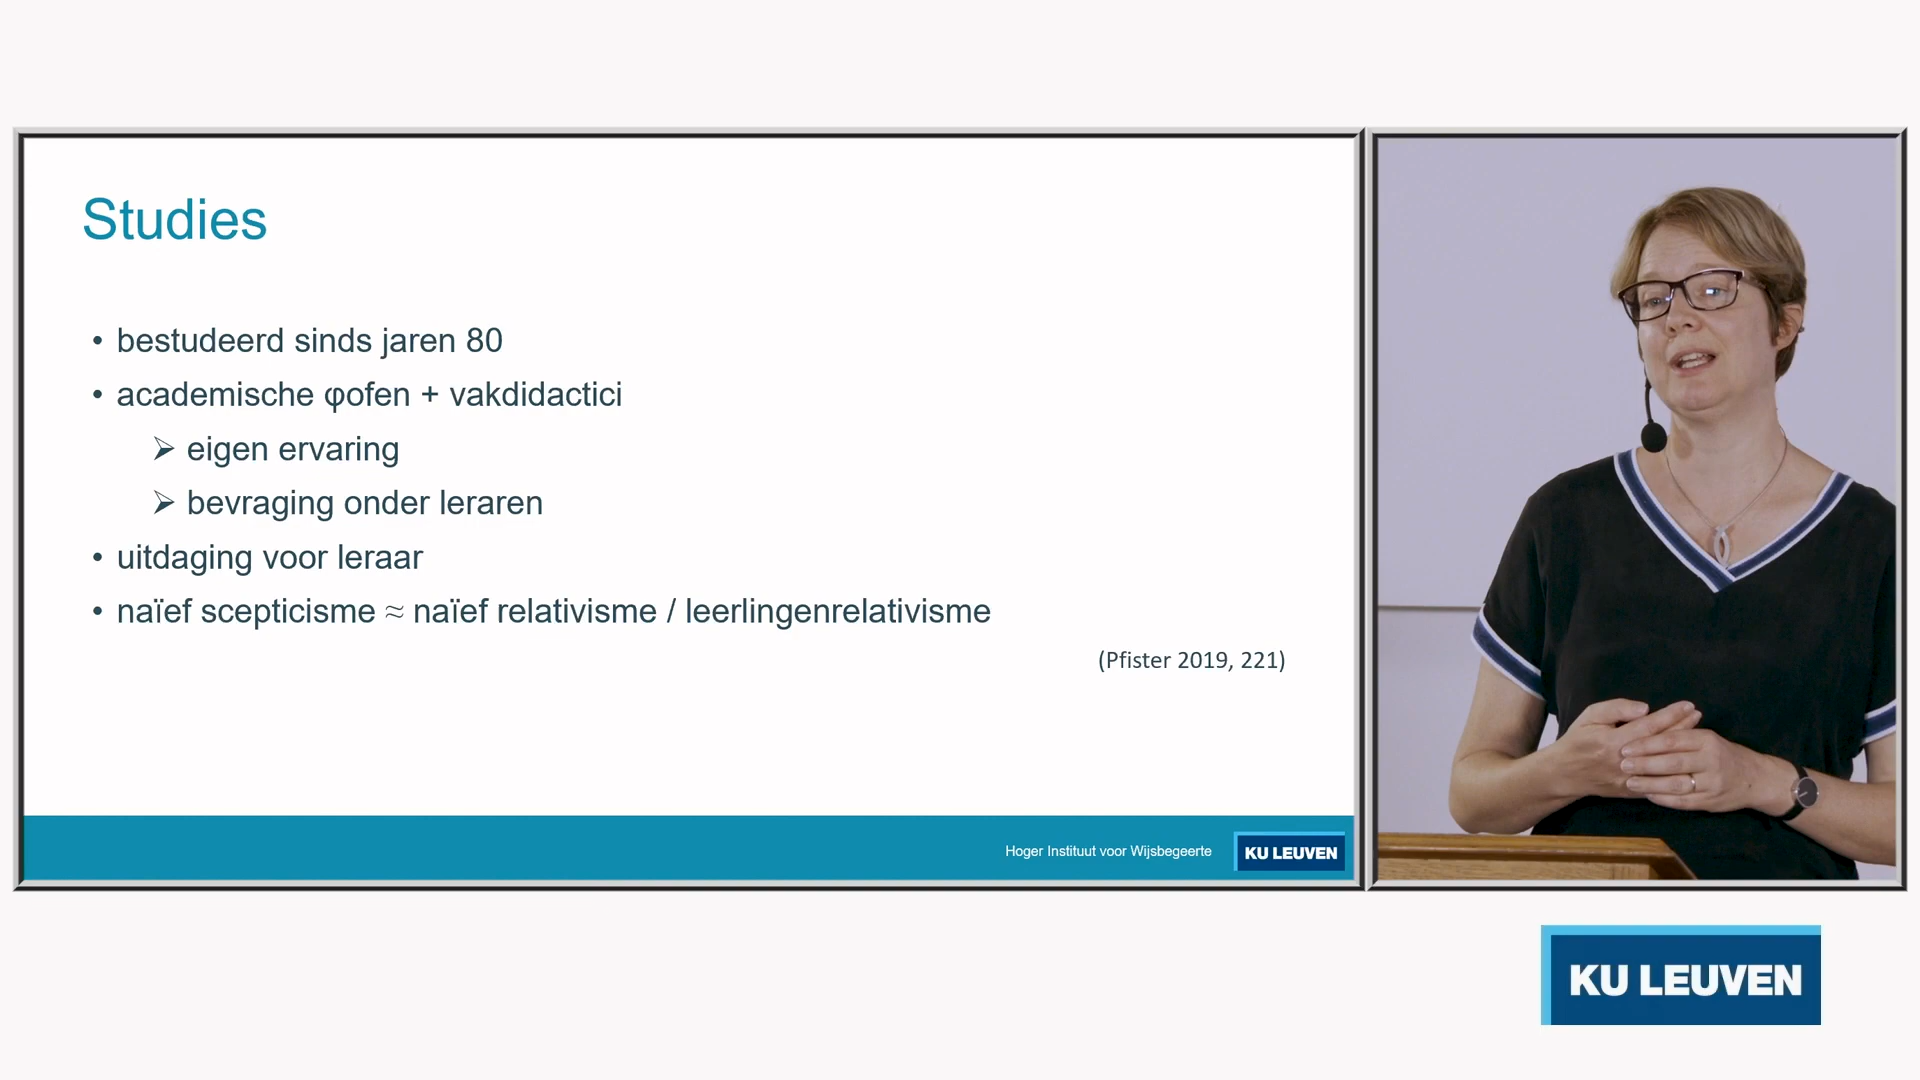 Studies
• bestudeerd sinds jaren 80
• academische φofen + vakdidactici
➢ eigen ervaring
➢ bevraging onder leraren
• uitdaging voor leraar
• naïef scepticisme ≈ naïef relativisme / leerlingenrelativisme
(Pfister 2019, 221)
Hoger Instituut voor Wijsbegeerte
KU LEUVEN
KU LEUVEN